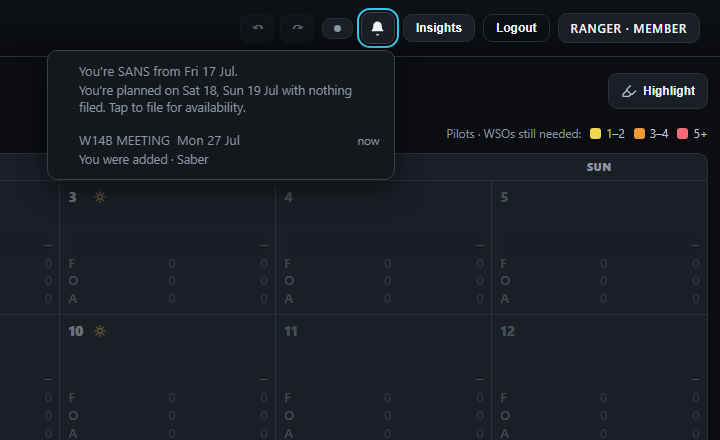 Insights
Logout
RANGER · MEMBER
You're SANS from Fri 17 Jul.
You're planned on Sat 18, Sun 19 Jul with nothing
filed. Tap to file for availability.
W14B MEETING Mon 27 Jul now
You were added · Saber
Highlight
Pilots · WSOs still needed: 1–2 3–4 5+
SUN
3 4 5
– – – –
0 F 0 0 F 0 0 F 0 0
0 O 0 0 O 0 0 O 0 0
0 A 0 0 A 0 0 A 0 0
10 11 12
– – – –
0 F 0 0 F 0 0 F 0 0
0 O 0 0 O 0 0 O 0 0
0 A 0 0 A 0 0 A 0 0